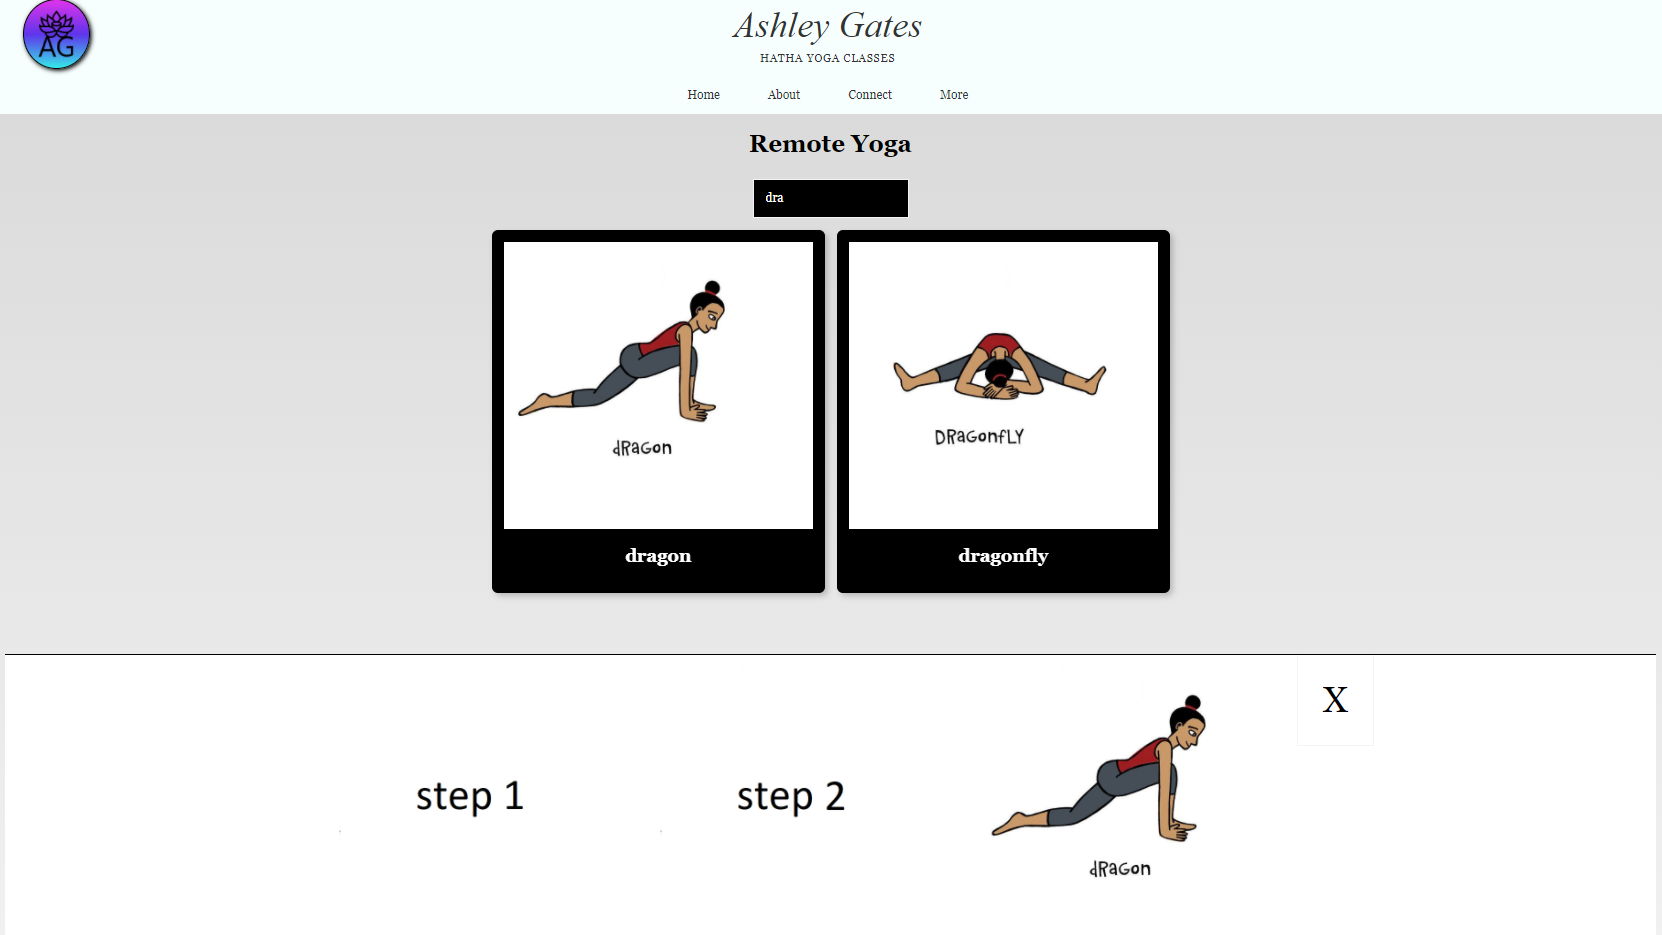 AG
Ashley Gates
HATHA YOGA CLASSES
Home About Connect More
Remote Yoga
dra
dRaGon
DRaGonfLY
dragon
dragonfly
X
step 1
step 2
dRaGon